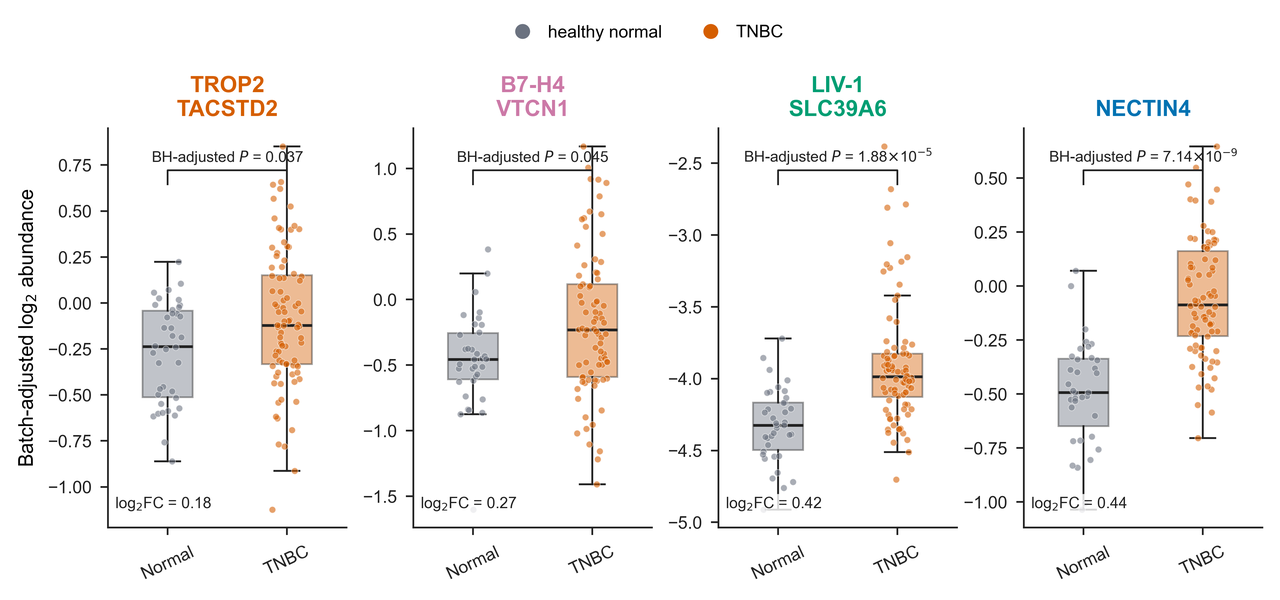 healthy normal TNBC
TROP2
TACSTD2
B7-H4
VTCN1
LIV-1
SLC39A6
NECTIN4
Batch-adjusted log₂ abundance
BH-adjusted P = 0.037
0.75
0.50
0.25
0.00
−0.25
−0.50
−0.75
−1.00
log₂FC = 0.18
Normal
TNBC
BH-adjusted P = 0.045
1.0
0.5
0.0
−0.5
−1.0
−1.5
log₂FC = 0.27
Normal
TNBC
BH-adjusted P = 1.88×10⁻⁵
−2.5
−3.0
−3.5
−4.0
−4.5
−5.0
log₂FC = 0.42
Normal
TNBC
BH-adjusted P = 7.14×10⁻⁹
0.50
0.25
0.00
−0.25
−0.50
−0.75
−1.00
log₂FC = 0.44
Normal
TNBC